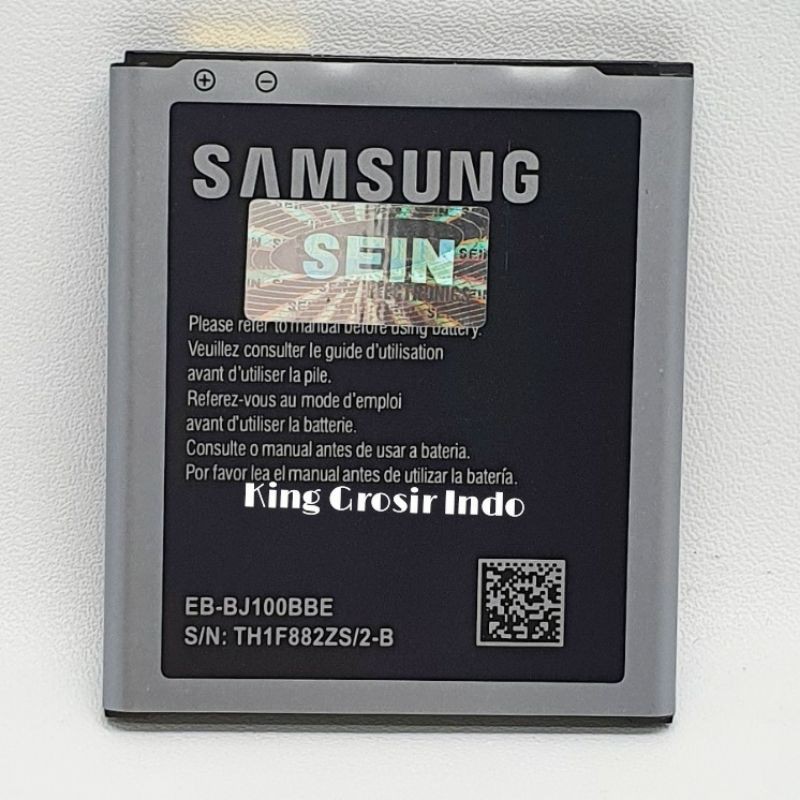 SAMSUNG
SEIN
ELECTRONICS
Please refer to manual before using battery.
Veuillez consulter le guide d'utilisation
avant d'utiliser la pile.
Referez-vous au mode d'emploi
avant d'utiliser la batterie.
Consulte o manual antes de usar a bateria.
Por favor lea el manual antes de utilizar la batería.
King Grosir Indo
EB-BJ100BBE
S/N: TH1F882ZS/2-B